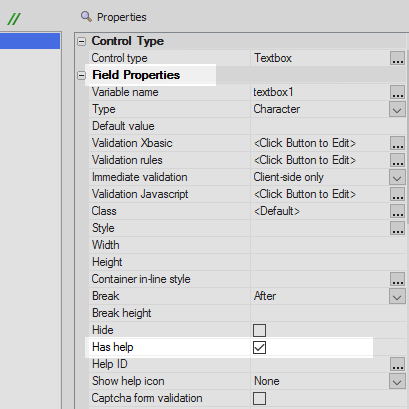 //
Properties
Control Type
Control type Textbox ...
Field Properties
Variable name textbox1 ...
Type Character
Default value
Validation Xbasic <Click Button to Edit> ...
Validation rules <Click Button to Edit> ...
Immediate validation Client-side only
Validation Javascript <Click Button to Edit> ...
Class <Default> ...
Style ...
Width
Height
Container in-line style ...
Break After
Break height
Hide
Has help
Help ID ...
Show help icon None
Captcha form validation